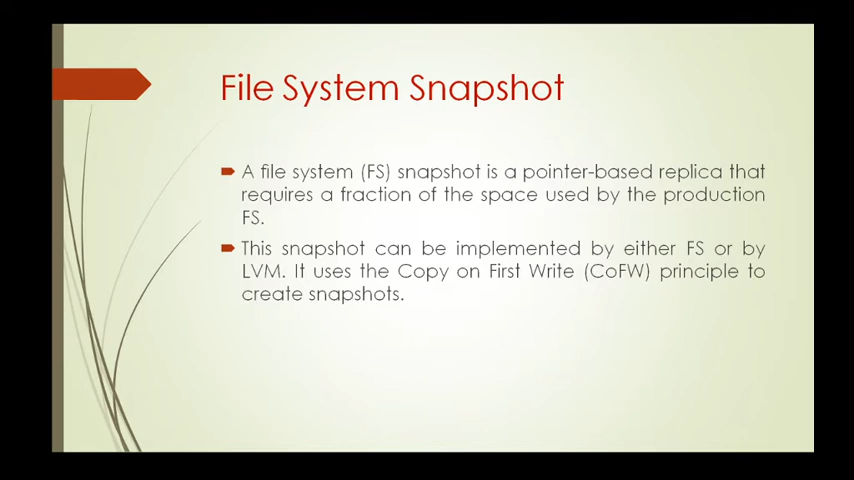 File System Snapshot
A file system (FS) snapshot is a pointer-based replica that
requires a fraction of the space used by the production
FS.
This snapshot can be implemented by either FS or by
LVM. It uses the Copy on First Write (CoFW) principle to
create snapshots.